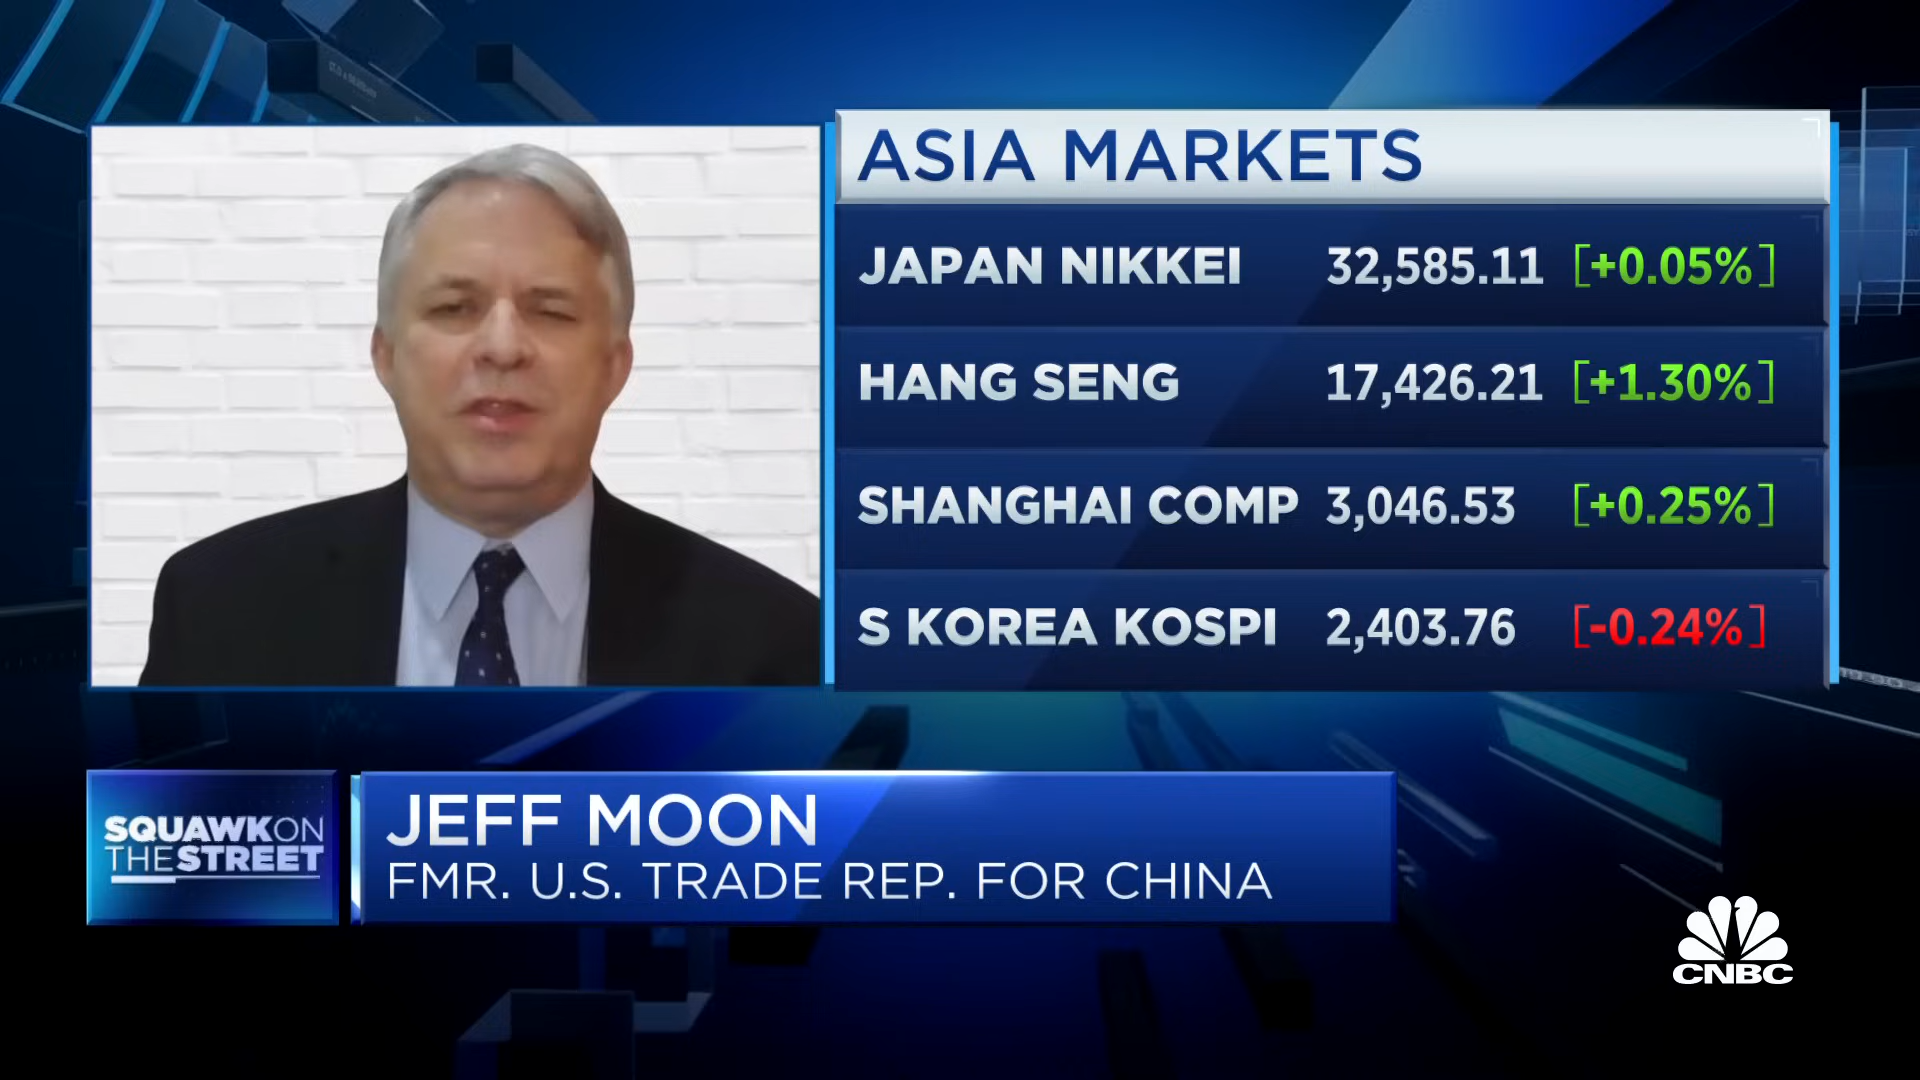 ASIA MARKETS
JAPAN NIKKEI 32,585.11 [+0.05%]
HANG SENG 17,426.21 [+1.30%]
SHANGHAI COMP 3,046.53 [+0.25%]
S KOREA KOSPI 2,403.76 [-0.24%]
SQUAWK ON
THE STREET
JEFF MOON
FMR. U.S. TRADE REP. FOR CHINA
CNBC